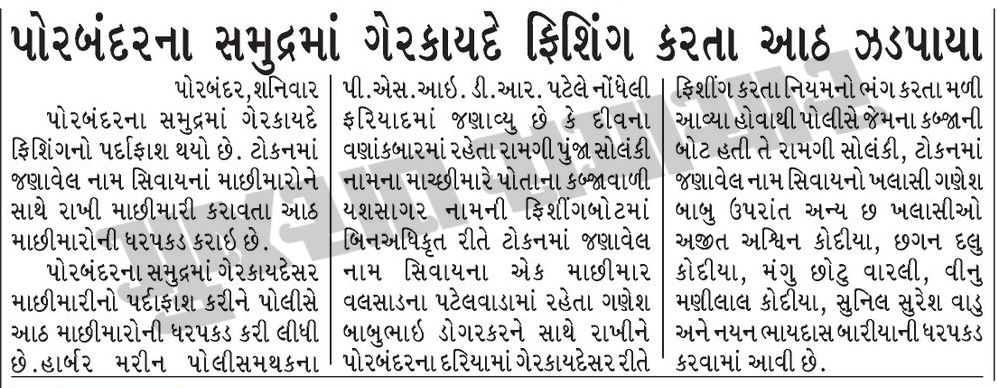 પોરબંદરના સમુદ્રમાં ગેરકાયદે ફિશિંગ કરતા આઠ ઝડપાયા
પોરબંદર,શનિવાર
પોરબંદરના સમુદ્રમાં ગેરકાયદે
ફિશિંગનો પર્દાફાશ થયો છે. ટોકનમાં
જણાવેલ નામ સિવાયનાં માછીમારોને
સાથે રાખી માછીમારી કરાવતા આઠ
માછીમારોની ધરપકડ કરાઇ છે.
પોરબંદરના સમુદ્રમાં ગેરકાયદેસર
માછીમારીનો પર્દાફાશ કરીને પોલીસે
આઠ માછીમારોની ધરપકડ કરી લીધી
છે.હાર્બર મરીન પોલીસમથકના
પી.એસ.આઇ.ડી.આર. પટેલે નોંધેલી
ફરિયાદમાં જણાવ્યુ છે કે દીવના
વણાંકબારમાં રહેતા રામગી પુંજા સોલંકી
નામના માચ્છીમારે પોતાના કબ્જાવાળી
યશસાગર નામની ફિશીંગબોટમાં
બિનઅધિકૃત રીતે ટોકનમાં જણાવેલ
નામ સિવાયના એક માછીમાર
વલસાડના પટેલવાડામાં રહેતા ગણેશ
બાબુભાઇ ડોગરકરને સાથે રાખીને
પોરબંદરના દરિયામાં ગેરકાયદેસર રીતે
ફિશીંગ કરતા નિયમનો ભંગ કરતા મળી
આવ્યા હોવાથી પોલીસે જેમના કબ્જાની
બોટ હતી તે રામગી સોલંકી, ટોકનમાં
જણાવેલ નામ સિવાયનો ખલાસી ગણેશ
બાબુ ઉપરાંત અન્ય છ ખલાસીઓ
અજીત અશ્વિન કોદીયા, છગન દલુ
કોદીયા, મંગુ છોટુ વારલી, વીનુ
મણીલાલ કોદીયા, સુનિલ સુરેશ વાડુ
અને નયન ભાયદાસ બારીયાની ધરપકડ
કરવામાં આવી છે.